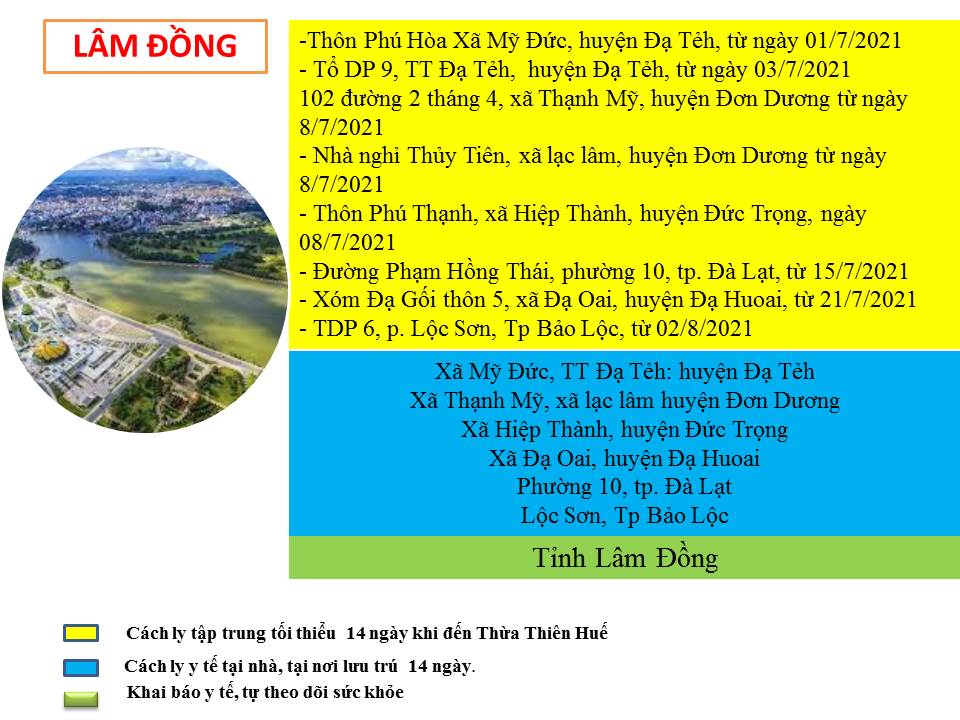 LÂM ĐỒNG
-Thôn Phú Hòa Xã Mỹ Đức, huyện Đạ Tẻh, từ ngày 01/7/2021
- Tổ DP 9, TT Đạ Tẻh, huyện Đạ Tẻh, từ ngày 03/7/2021
102 đường 2 tháng 4, xã Thạnh Mỹ, huyện Đơn Dương từ ngày
8/7/2021
- Nhà nghỉ Thủy Tiên, xã lạc lâm, huyện Đơn Dương từ ngày
8/7/2021
- Thôn Phú Thạnh, xã Hiệp Thành, huyện Đức Trọng, ngày
08/7/2021
- Đường Phạm Hồng Thái, phường 10, tp. Đà Lạt, từ 15/7/2021
- Xóm Đạ Gối thôn 5, xã Đạ Oai, huyện Đạ Huoai, từ 21/7/2021
- TDP 6, p. Lộc Sơn, Tp Bảo Lộc, từ 02/8/2021
Xã Mỹ Đức, TT Đạ Tẻh: huyện Đạ Tẻh
Xã Thạnh Mỹ, xã lạc lâm huyện Đơn Dương
Xã Hiệp Thành, huyện Đức Trọng
Xã Đạ Oai, huyện Đạ Huoai
Phường 10, tp. Đà Lạt
Lộc Sơn, Tp Bảo Lộc
Tỉnh Lâm Đồng
Cách ly tập trung tối thiểu 14 ngày khi đến Thừa Thiên Huế
Cách ly y tế tại nhà, tại nơi lưu trú 14 ngày.
Khai báo y tế, tự theo dõi sức khỏe